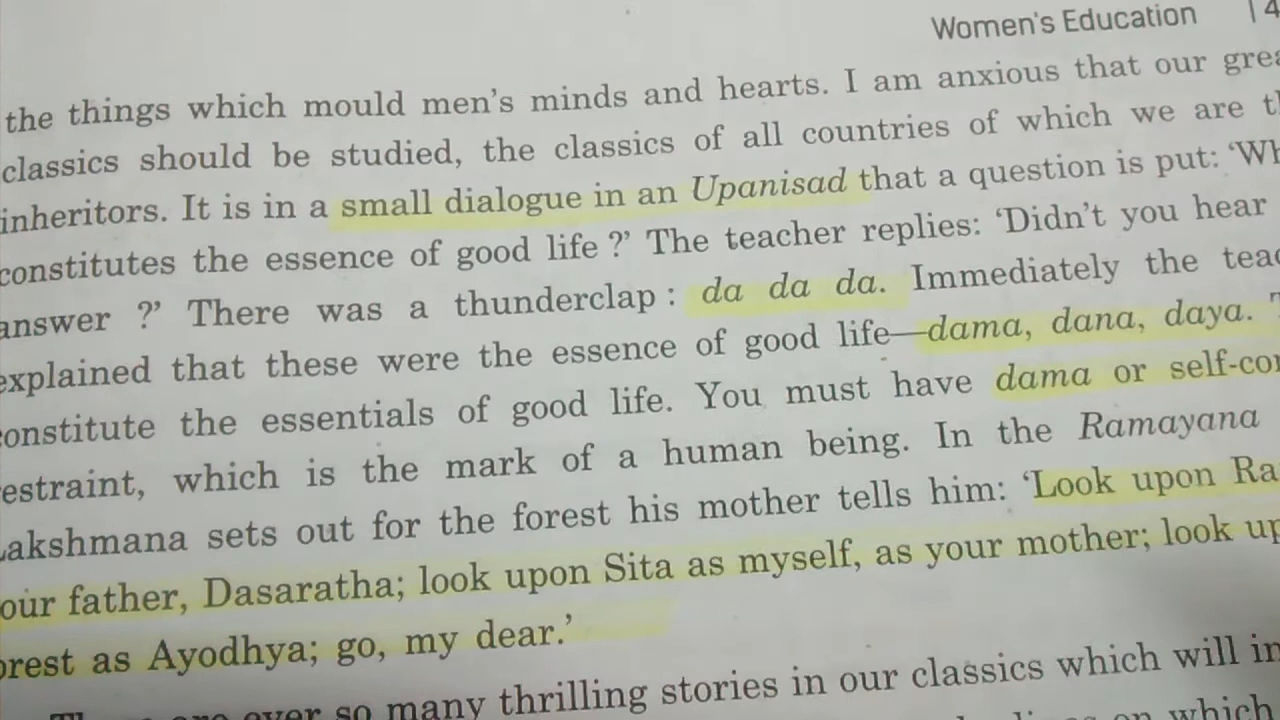 Women's Education | 4
the things which mould men's minds and hearts. I am anxious that our
classics should be studied, the classics of all countries of which we are
inheritors. It is in a small dialogue in an Upanisad that a question is put:
constitutes the essence of good life ?' The teacher replies: 'Didn't you hear
answer ?' There was a thunderclap : da da da. Immediately the
explained that these were the essence of good life—dama, dana, daya.
constitute the essentials of good life. You must have dama or
estraint, which is the mark of a human being. In the Ramayana
akshmana sets out for the forest his mother tells him: 'Look upon
our father, Dasaratha; look upon Sita as myself, as your mother; look
orest as Ayodhya; go, my dear.'
are over so many thrilling stories in our classics which will
on which